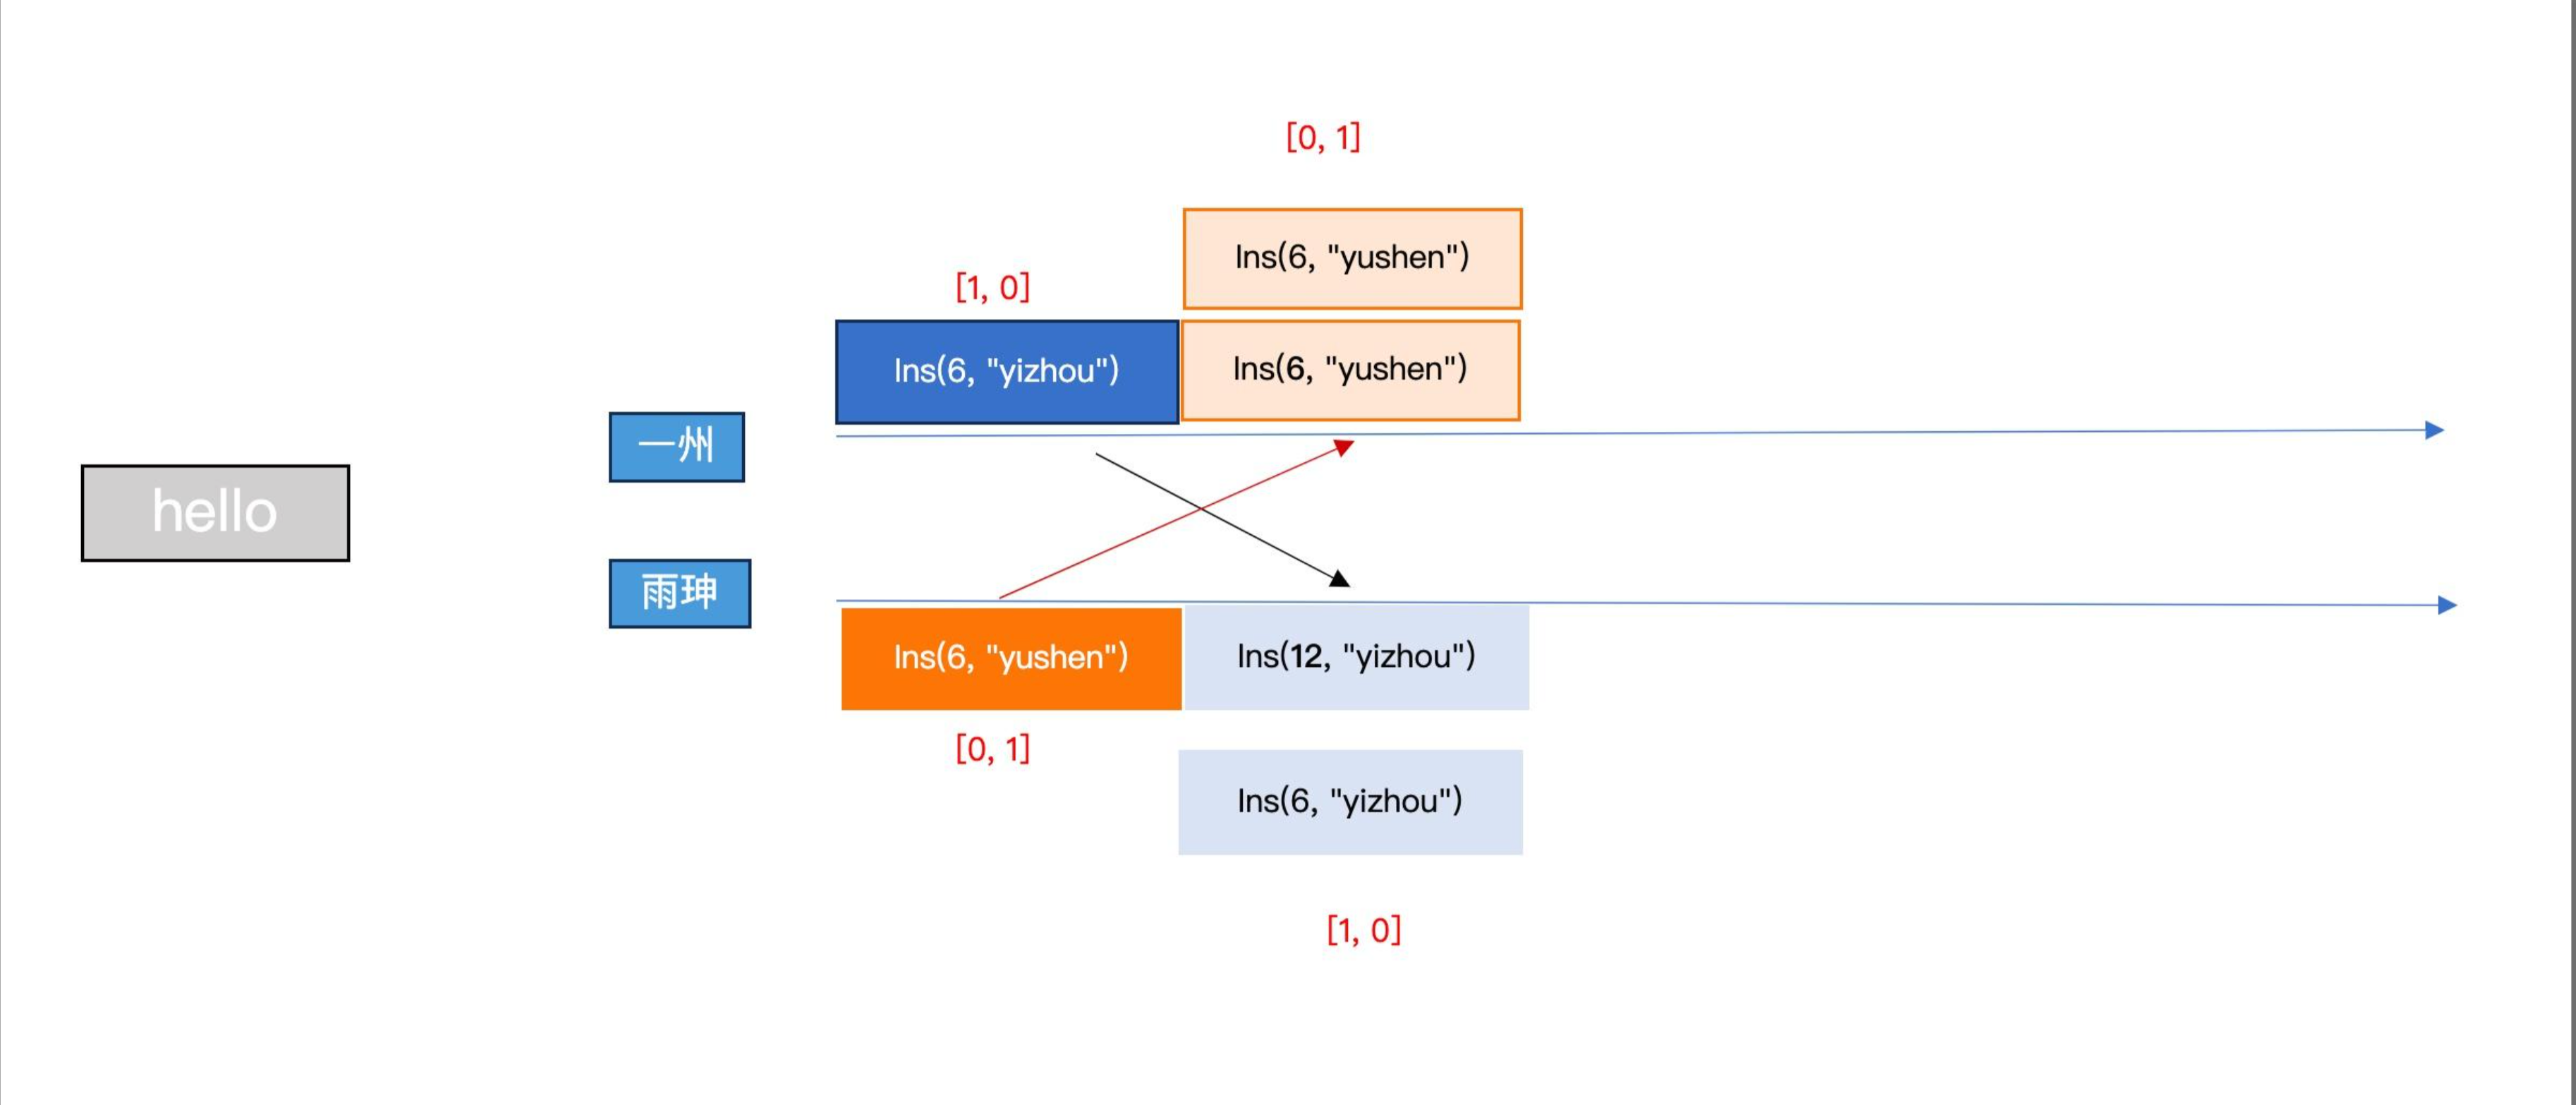 [0, 1]
Ins(6, "yushen")
[1, 0]
Ins(6, "yizhou")
Ins(6, "yushen")
一州
hello
雨珅
Ins(6, "yushen")
Ins(12, "yizhou")
[0, 1]
Ins(6, "yizhou")
[1, 0]